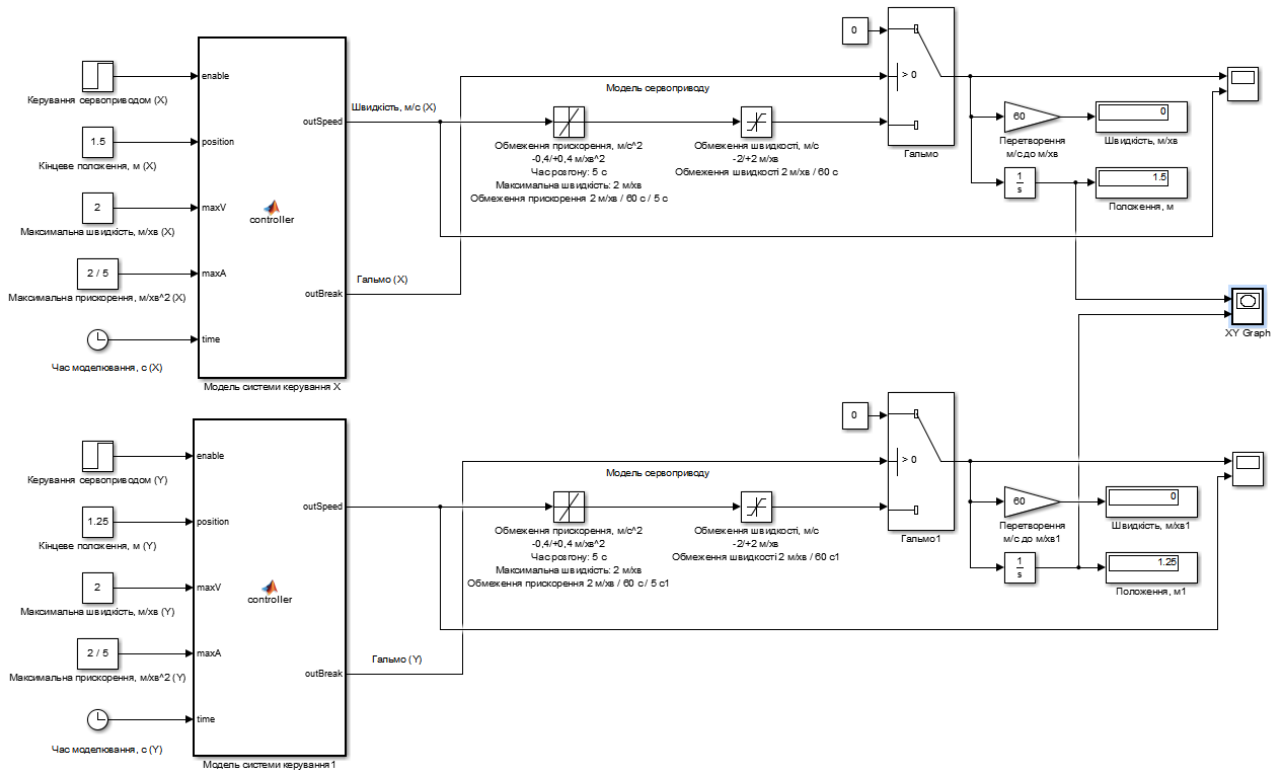 enable
Керування сервоприводом (X)
1.5
position
Кінцеве положення, м (X)
2
maxV
Максимальна швидкість, м/хв (X)
2 / 5
maxA
Максимальна прискорення, м/хв^2 (X)
time
Час моделювання, с (X)
controller
outSpeed
outBreak
Модель системи керування X
Швидкість, м/с (X)
Гальмо (X)
Модель сервоприводу
Обмеження прискорення, м/с^2
-0,4/+0,4 м/хв^2
Час розгону: 5 с
Максимальна швидкість: 2 м/хв
Обмеження прискорення 2 м/хв / 60 с / 5 с
Обмеження швидкості, м/с
-2/+2 м/хв
Обмеження швидкості 2 м/хв / 60 с
0
> 0
Гальмо
60
Перетворення
м/с до м/хв
0
Швидкість, м/хв
1
s
1.5
Положення, м
XY Graph
enable
Керування сервоприводом (Y)
1.25
position
Кінцеве положення, м (Y)
2
maxV
Максимальна швидкість, м/хв (Y)
2 / 5
maxA
Максимальна прискорення, м/хв^2 (Y)
time
Час моделювання, с (Y)
controller
outSpeed
outBreak
Модель системи керування1
Гальмо (Y)
Модель сервоприводу
Обмеження прискорення, м/с^2
-0,4/+0,4 м/хв^2
Час розгону: 5 с
Максимальна швидкість: 2 м/хв
Обмеження прискорення 2 м/хв / 60 с / 5 с1
Обмеження швидкості, м/с
-2/+2 м/хв
Обмеження швидкості 2 м/хв / 60 с1
0
> 0
Гальмо1
60
Перетворення
м/с до м/хв1
0
Швидкість, м/хв1
1
s
1.25
Положення, м1